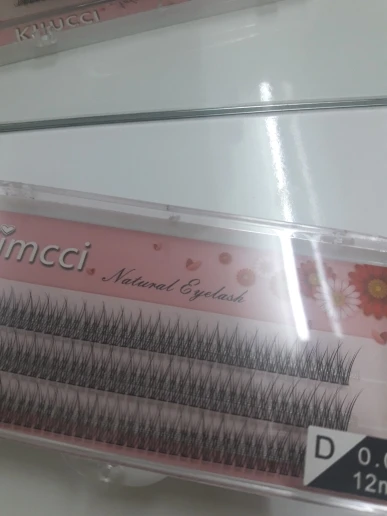 imcci
Natural Eyelash
D
0.
12m